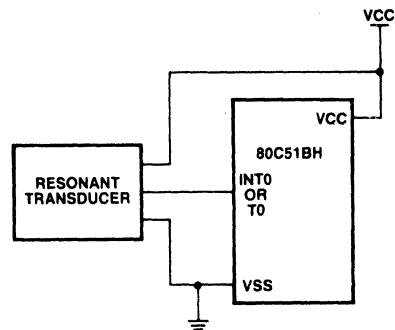 VCC
VCC
80C51BH
RESONANT
TRANSDUCER
INT0
OR
T0
VSS